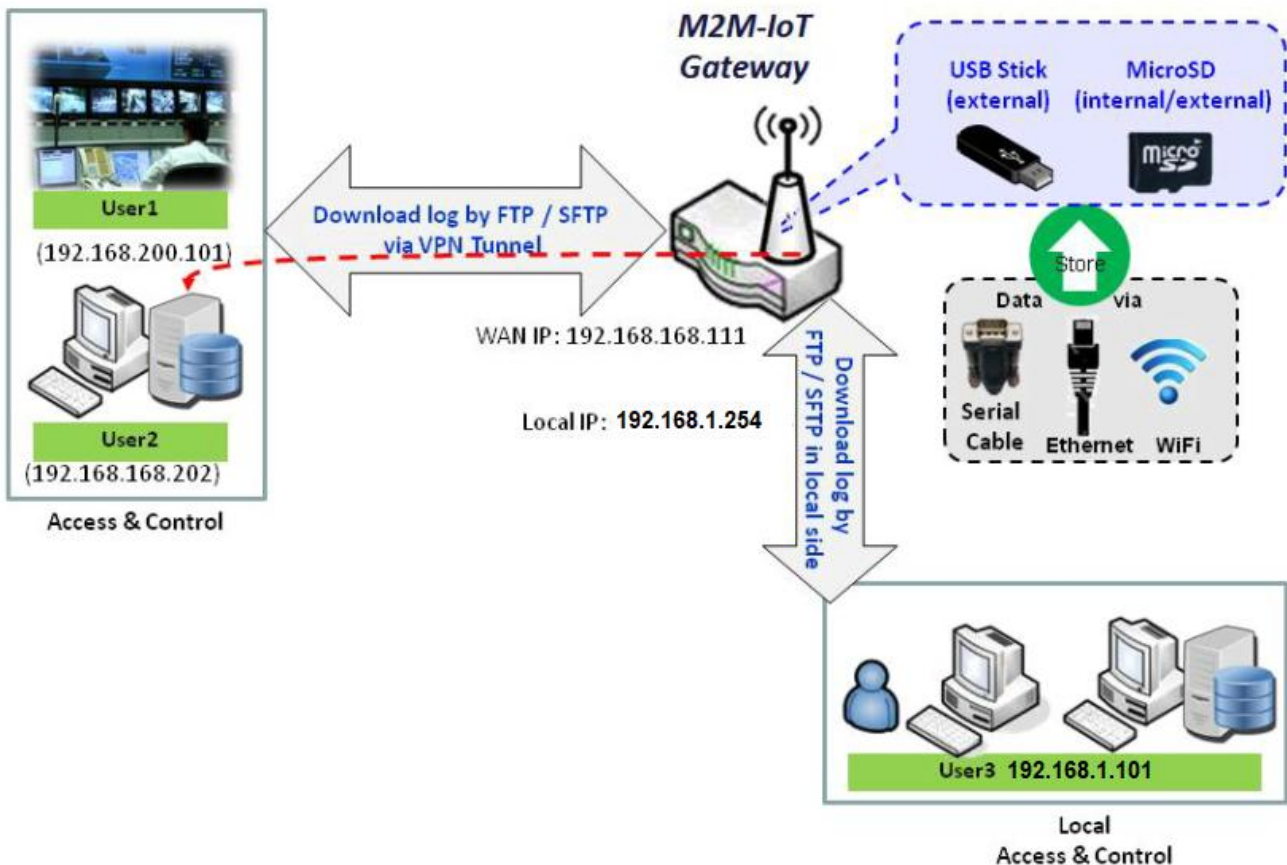 M2M-IoT
Gateway
USB Stick
(external)
MicroSD
(internal/external)
micro
SD
User1
(192.168.200.101)
Download log by FTP / SFTP
via VPN Tunnel
Store
Data via
Serial
Cable
Ethernet
WiFi
WAN IP: 192.168.168.111
Local IP: 192.168.1.254
User2
(192.168.168.202)
Access & Control
Download log by
FTP / SFTP in local side
User3 192.168.1.101
Local
Access & Control